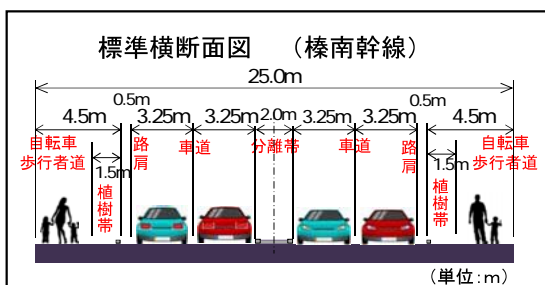 標準横断面図　（榛南幹線）
25.0m
0.5m
0.5m
4.5m
3.25m
3.25m
2.0m
3.25m
3.25m
4.5m
自転車
歩行者道
路肩
車道
分離帯
車道
路肩
自転車
歩行者道
1.5m
1.5m
植樹帯
植樹帯
（単位：m）